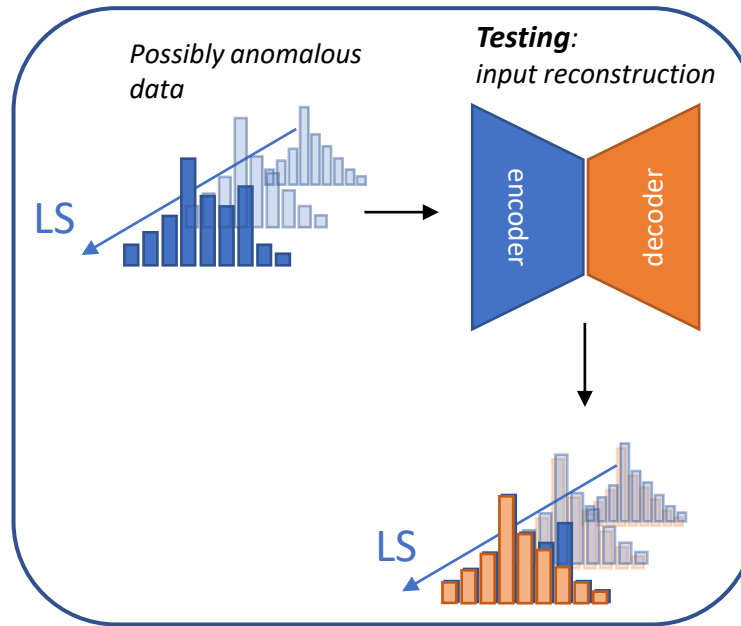 Possibly anomalous
data
Testing:
input reconstruction
LS
encoder
decoder
LS